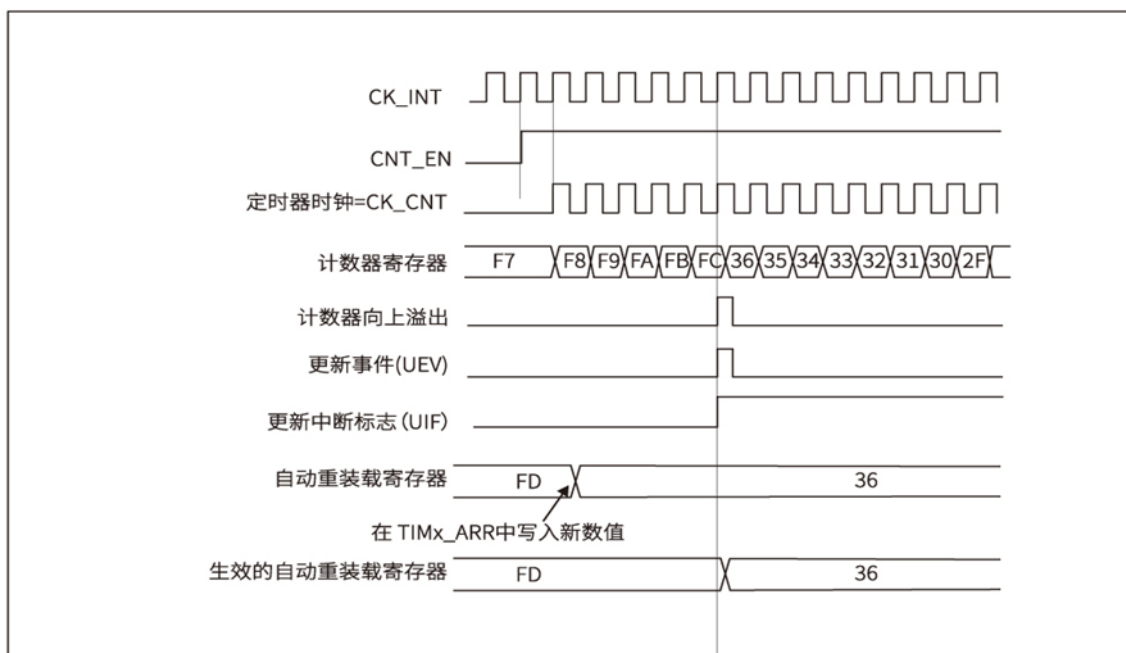 CK_INT
CNT_EN
定时器时钟=CK_CNT
计数器寄存器 F7 F8 F9 FA FB FC 36 35 34 33 32 31 30 2F
计数器向上溢出
更新事件(UEV)
更新中断标志(UIF)
自动重装载寄存器 FD 36
在 TIMx_ARR中写入新数值
生效的自动重装载寄存器 FD 36